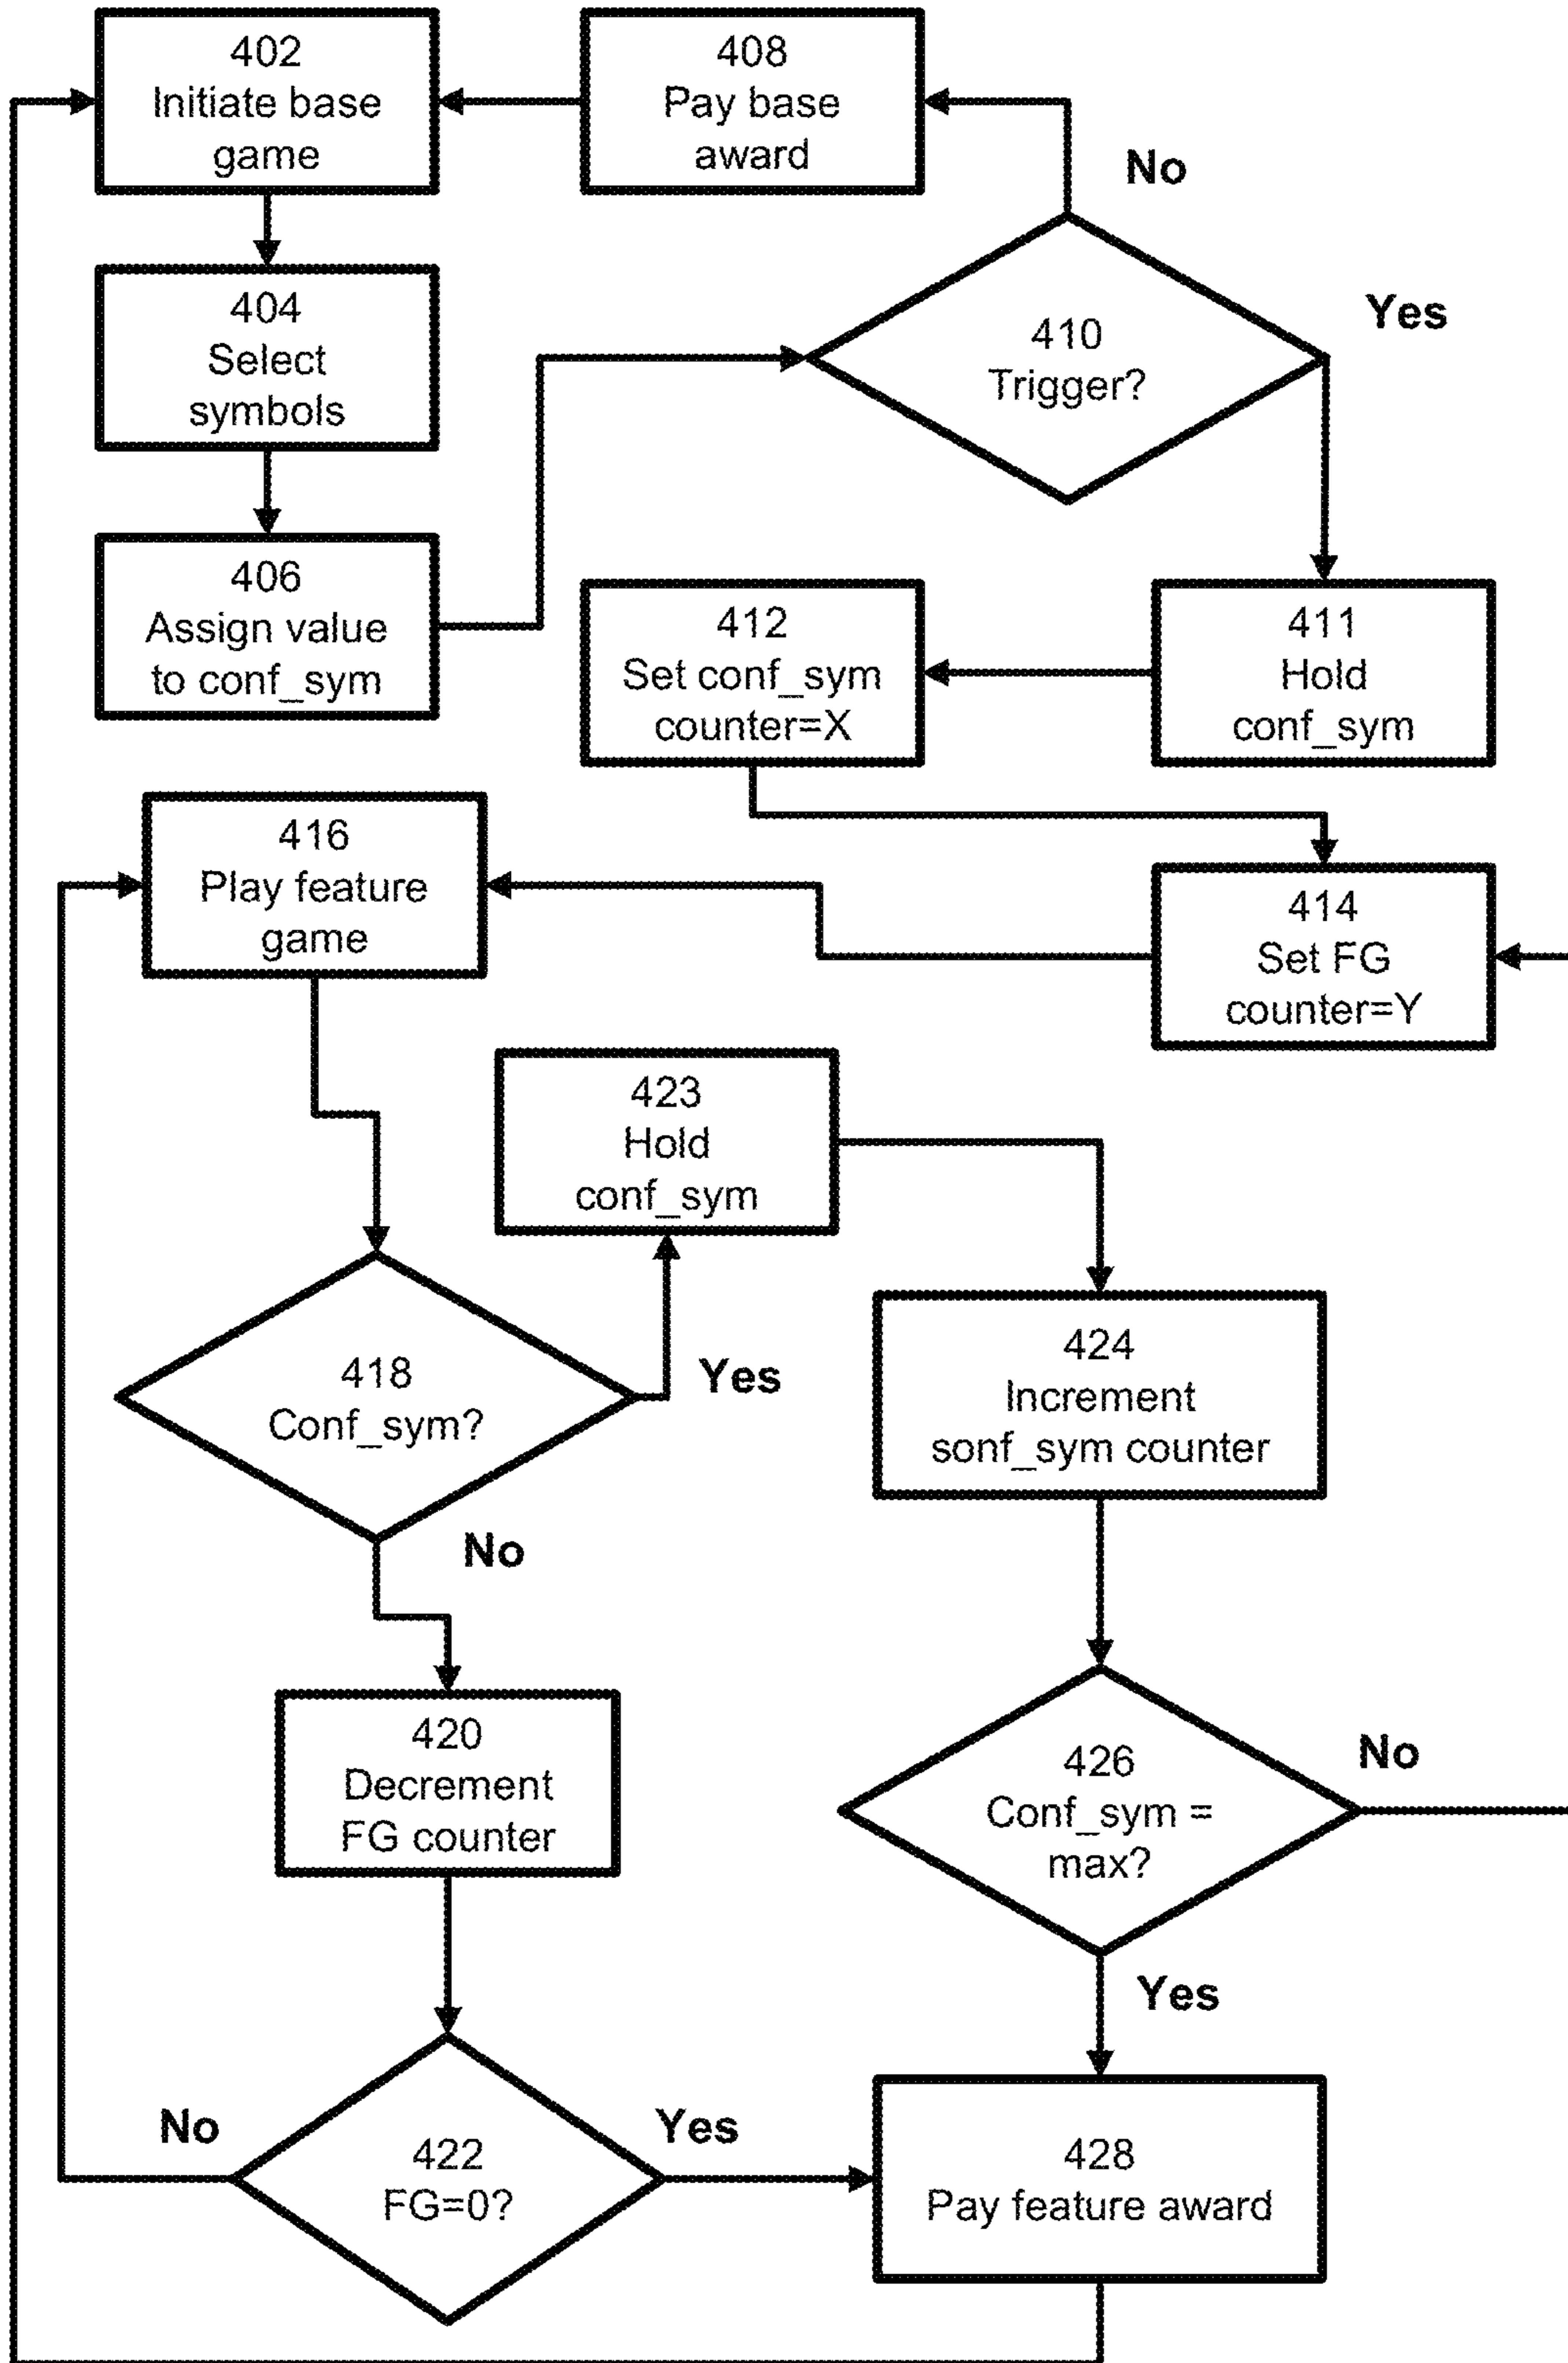 402
Initiate base
game
408
Pay base
award
No
Yes
404
Select
symbols
410
Trigger?
406
Assign value
to conf_sym
412
Set conf_sym
counter=X
411
Hold
conf_sym
416
Play feature
game
414
Set FG
counter=Y
423
Hold
conf_sym
418
Conf_sym?
Yes
No
424
Increment
sonf_sym counter
420
Decrement
FG counter
426
Conf_sym =
max?
No
Yes
422
FG=0?
No
Yes
428
Pay feature award